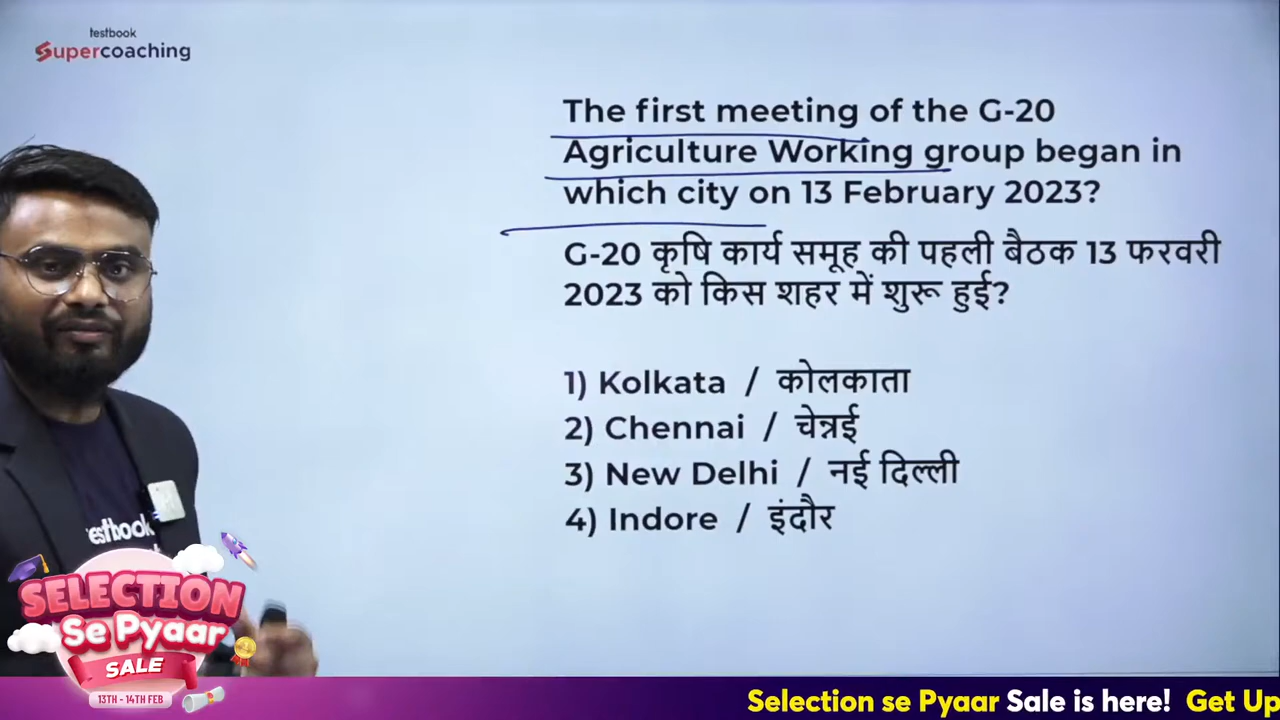 testbook
Supercoaching
The first meeting of the G-20
Agriculture Working group began in
which city on 13 February 2023?
G-20 कृषि कार्य समूह की पहली बैठक 13 फरवरी
2023 को किस शहर में शुरू हुई?
1) Kolkata / कोलकाता
2) Chennai / चेन्नई
3) New Delhi / नई दिल्ली
4) Indore / इंदौर
testbook
SELECTION
Se Pyaar
SALE
13TH - 14TH FEB
Selection se Pyaar Sale is here! Get Up